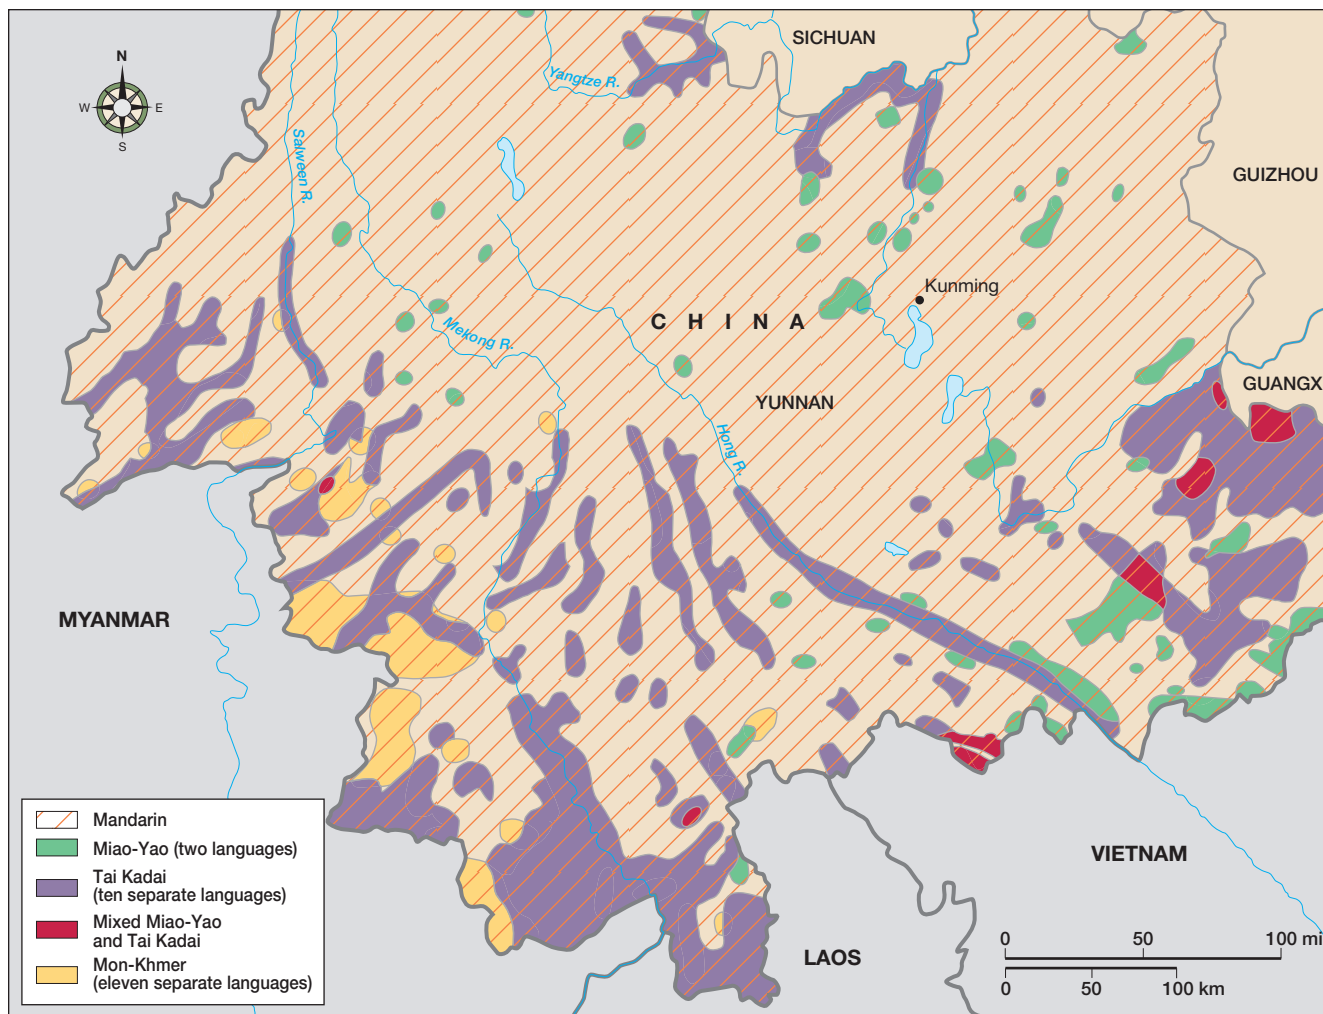 SICHUAN
Yangtze R.
N
W
E
S
Salween R.
GUIZHOU
Kunming
CHINA
Mekong R.
GUANGX
YUNNAN
Hong R.
MYANMAR
Mandarin
Miao-Yao (two languages)
Tai Kadai
(ten separate languages)
Mixed Miao-Yao
and Tai Kadai
Mon-Khmer
(eleven separate languages)
VIETNAM
LAOS
0 50 100 mi
0 50 100 km